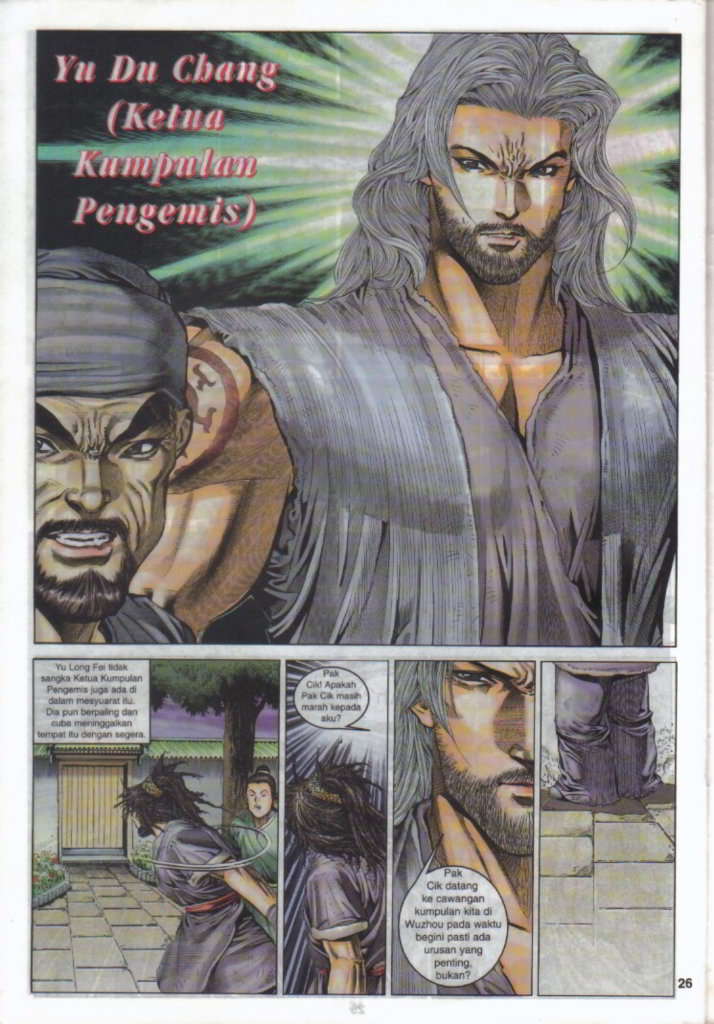 Yu Du Chang
(Ketua
Kumpulan
Pengemis)
Yu Long Fei tidak
sangka Ketua Kumpulan
Pengemis juga ada di
dalam mesyuarat itu.
Dia pun berpaling dan
cuba meninggalkan
tempat itu dengan segera.
Pak
Cik! Apakah
Pak Cik masih
marah kepada
aku?
Pak
Cik datang
ke cawangan
kumpulan kita di
Wuzhou pada waktu
begini pasti ada
urusan yang
penting,
bukan?
26